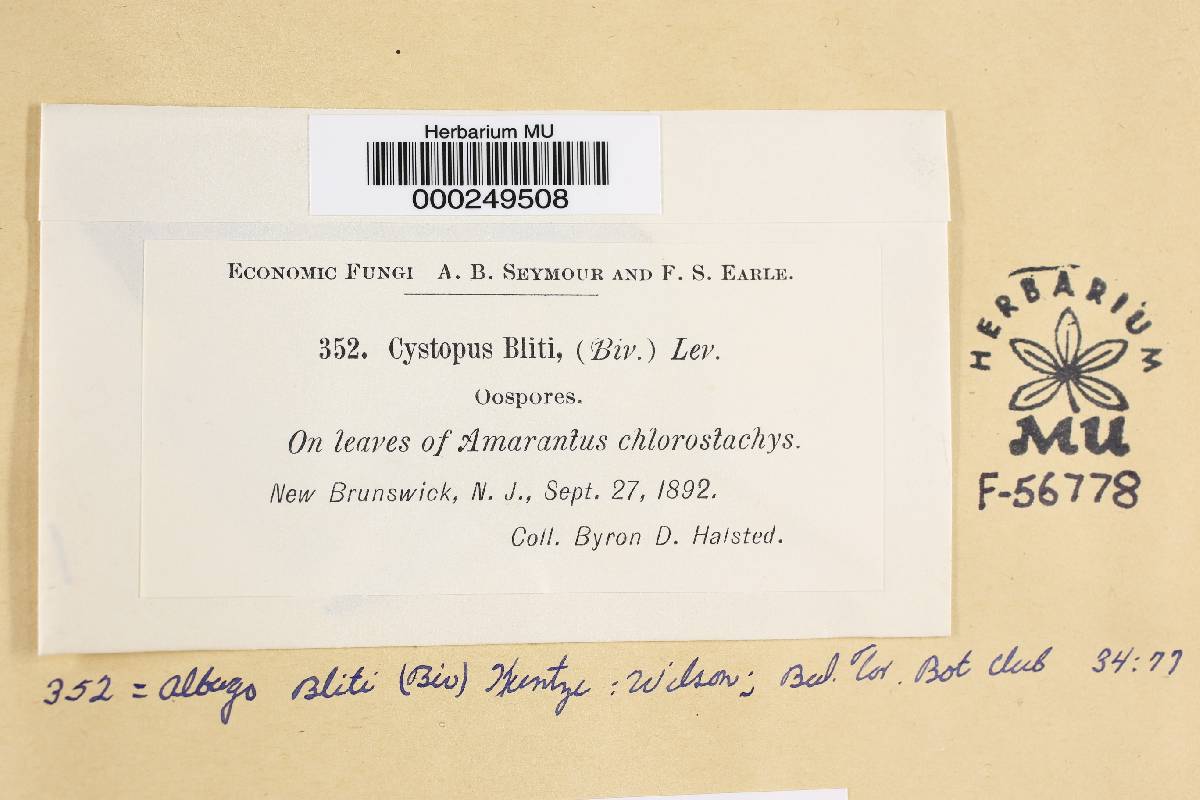 Herbarium MU
000249508
Economic Fungi A. B. Seymour and F. S. Earle.
352. Cystopus Bliti, (Biv.) Lev.
Oospores.
On leaves of Amarantus chlorostachys.
New Brunswick, N. J., Sept. 27, 1892.
Coll. Byron D. Halsted.
HERBARIUM
MU
F-56778
352 = Albugo Bliti (Biv) Kuntze : Wilson; Bul. Tor. Bot Club 34:77